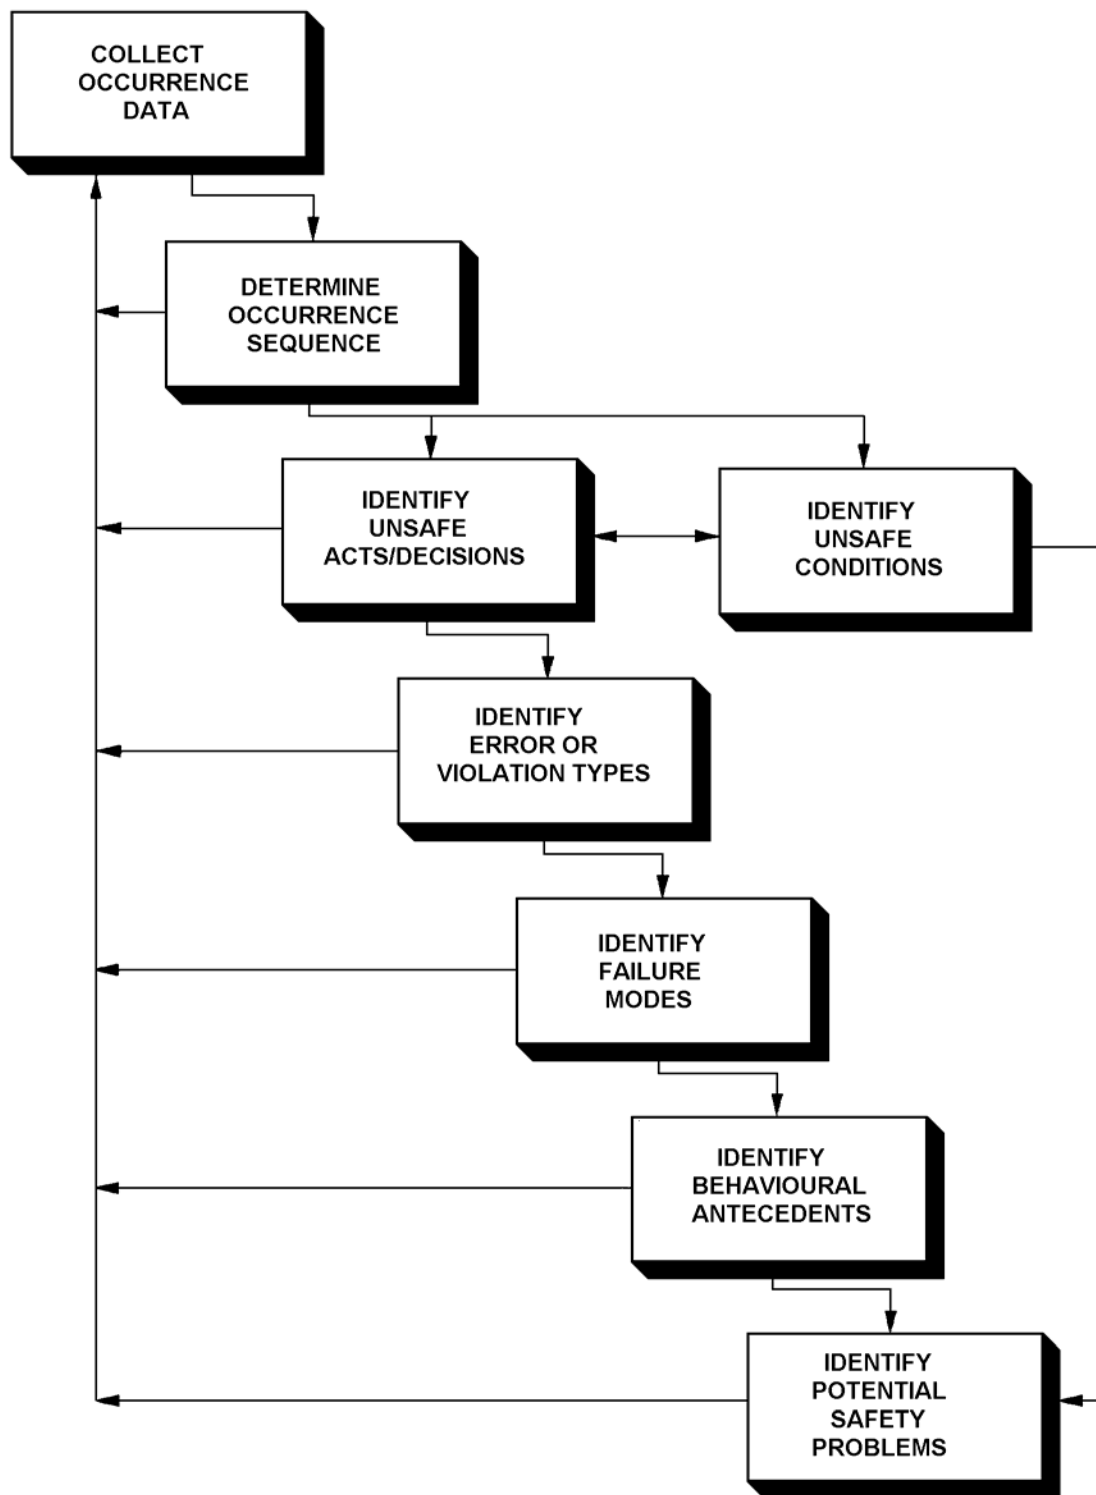 COLLECT
OCCURRENCE
DATA
DETERMINE
OCCURRENCE
SEQUENCE
IDENTIFY
UNSAFE
ACTS/DECISIONS
IDENTIFY
UNSAFE
CONDITIONS
IDENTIFY
ERROR OR
VIOLATION TYPES
IDENTIFY
FAILURE
MODES
IDENTIFY
BEHAVIOURAL
ANTECEDENTS
IDENTIFY
POTENTIAL
SAFETY
PROBLEMS